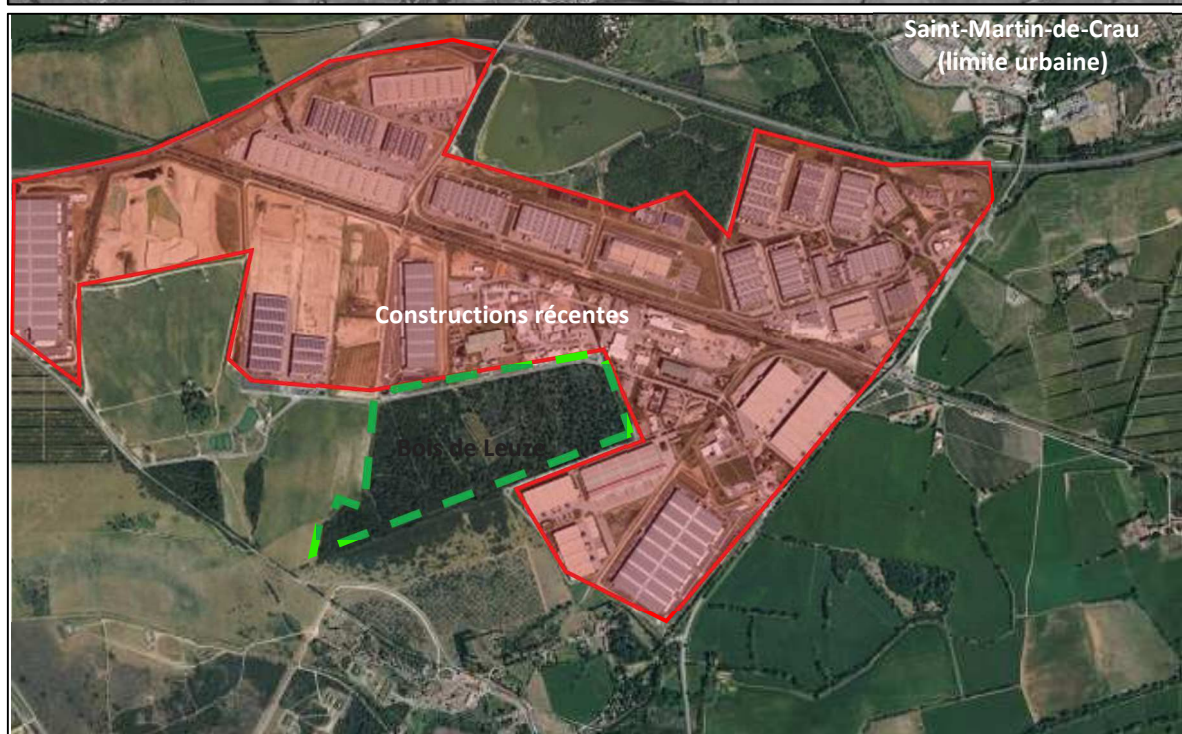 Saint-Martin-de-Crau
(limite urbaine)
Constructions récentes
Bois de Leuze